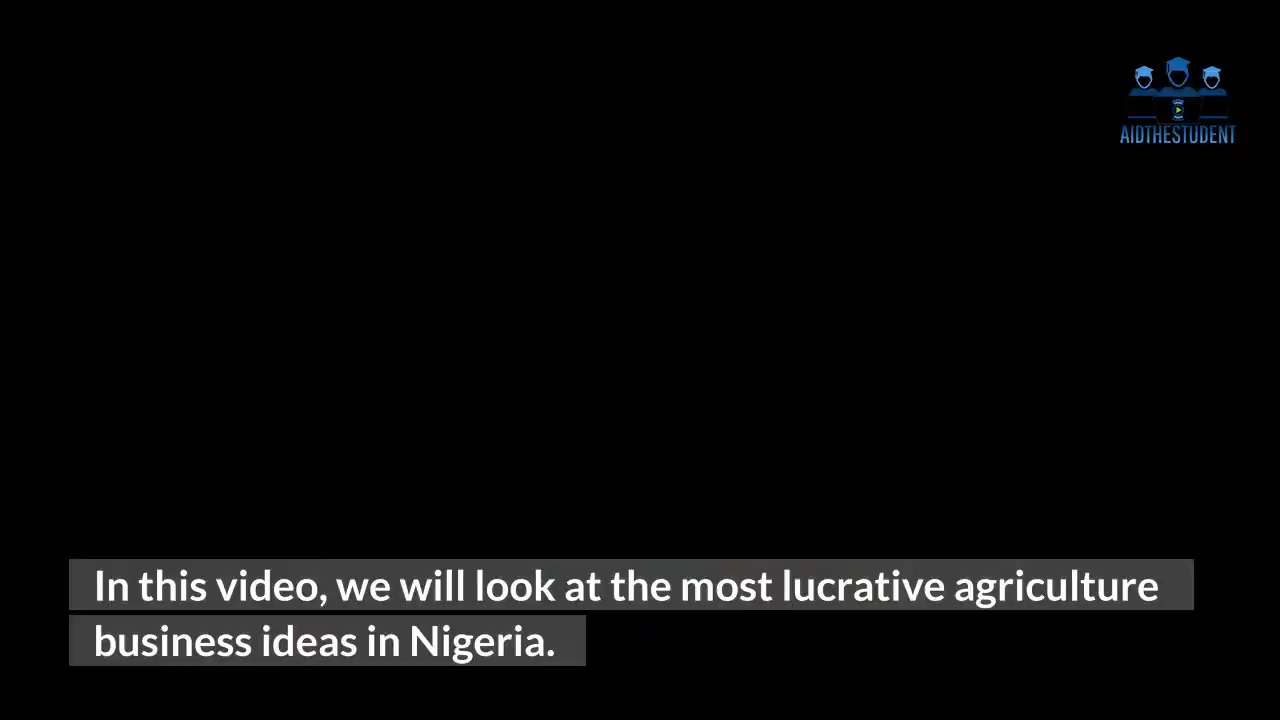 AIDTHESTUDENT
In this video, we will look at the most lucrative agriculture
business ideas in Nigeria.